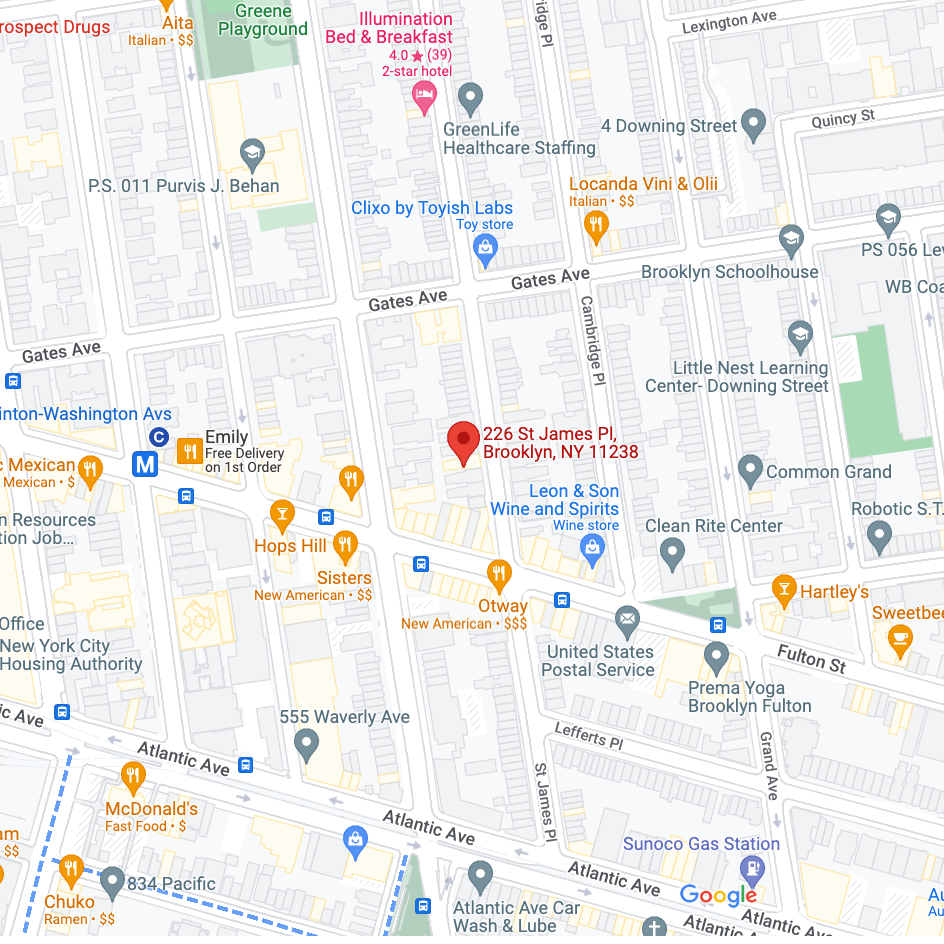 Greene
Playground
Aita
Italian • $$
rospect Drugs
Illumination
Bed & Breakfast
4.0 ★ (39)
2-star hotel
ridge Pl
Lexington Ave
GreenLife
Healthcare Staffing
4 Downing Street
Quincy St
P.S. 011 Purvis J. Behan
Locanda Vini & Olii
Italian • $$
Clixo by Toyish Labs
Toy store
Brooklyn Schoolhouse
PS 056 Lev
WB Coa
Gates Ave
Gates Ave
Gates Ave
Cambridge Pl
Little Nest Learning
Center- Downing Street
inton-Washington Avs
C
M
Emily
Free Delivery
on 1st Order
226 St James Pl,
Brooklyn, NY 11238
c Mexican
Mexican • $
Common Grand
Leon & Son
Wine and Spirits
Wine store
n Resources
tion Job...
Clean Rite Center
Robotic S.T.
Hops Hill
Sisters
New American • $$
Otway
New American • $$$
Hartley's
Sweetbe
Office
New York City
Housing Authority
United States
Postal Service
Fulton St
Prema Yoga
Brooklyn Fulton
ic Ave
555 Waverly Ave
Lefferts Pl
Grand Ave
Atlantic Ave
St James Pl
McDonald's
Fast Food • $
Atlantic Ave
Sunoco Gas Station
am
$$
834 Pacific
Atlantic Ave
Google
Chuko
Ramen • $$
Atlantic Ave Car
Wash & Lube
Atlantic Ave
Atlantic Ave
Au
Au